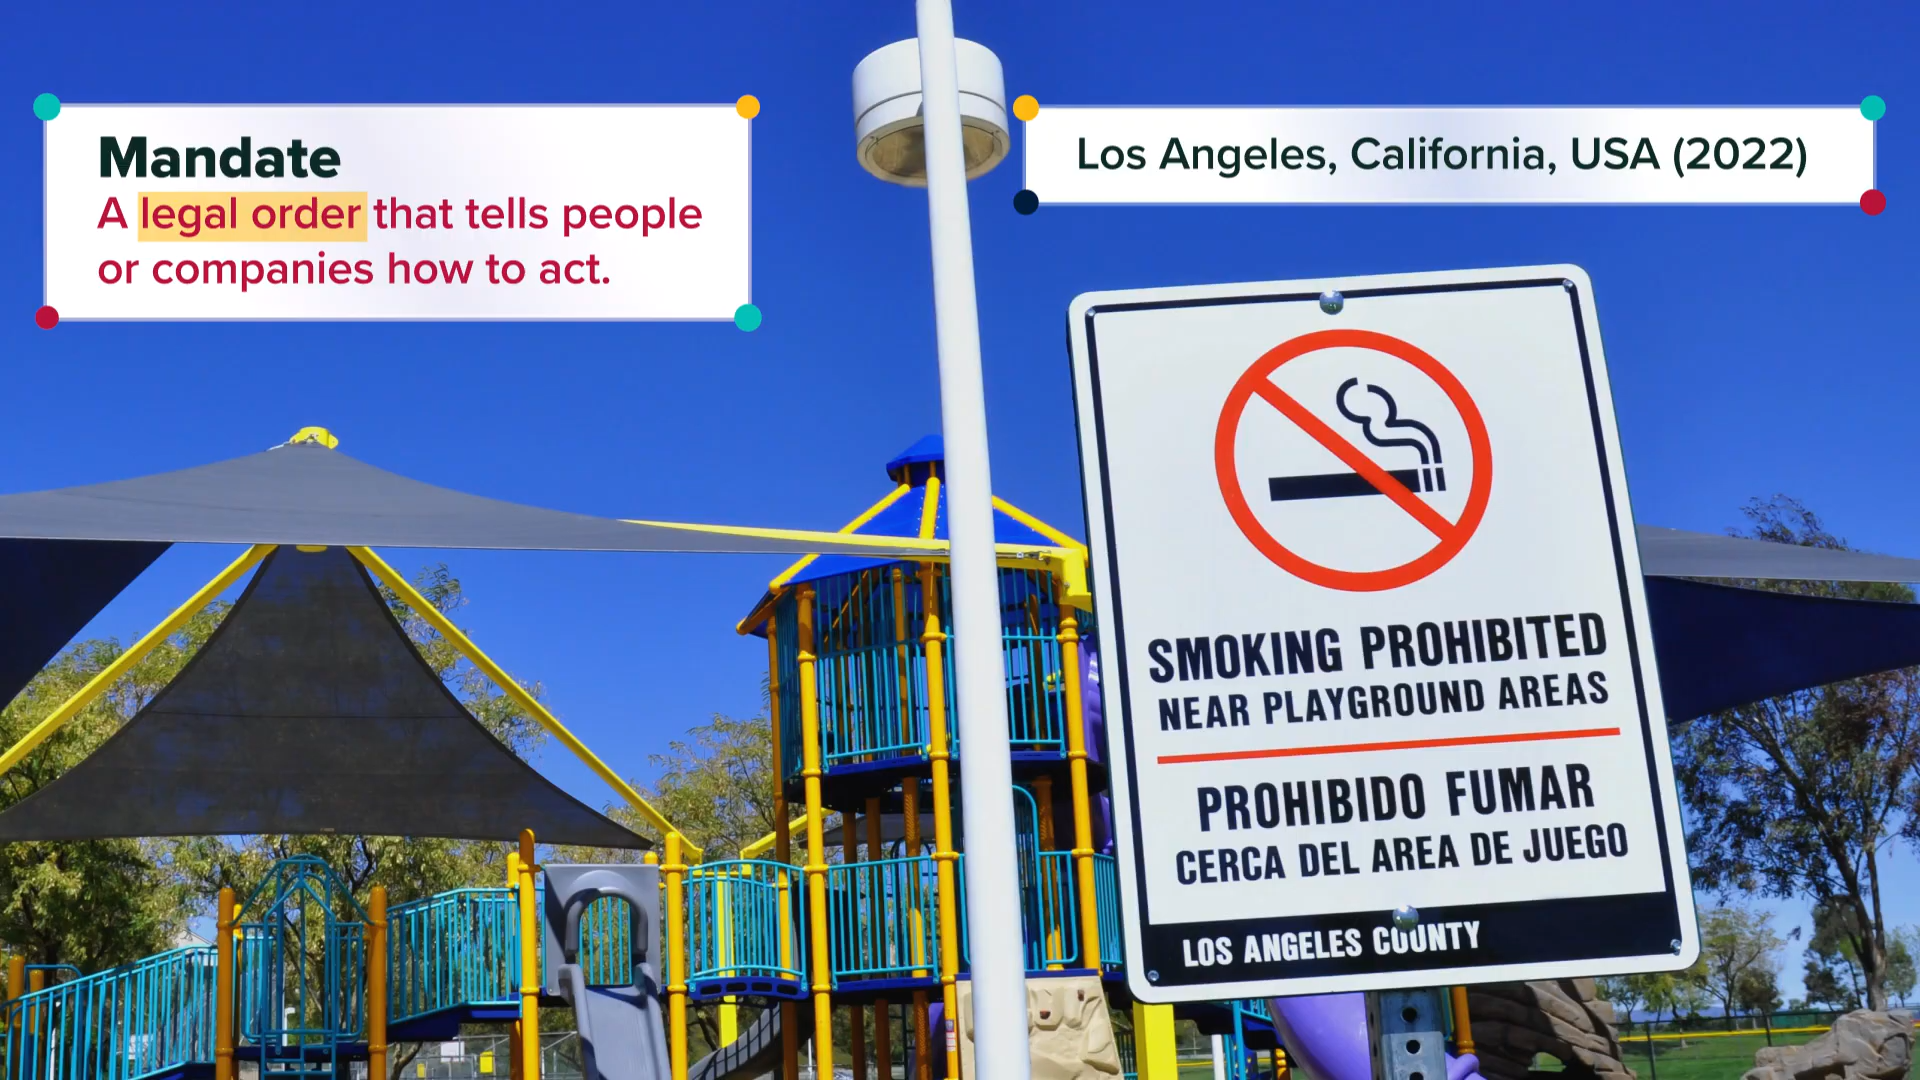 Mandate
A legal order that tells people
or companies how to act.
Los Angeles, California, USA (2022)
SMOKING PROHIBITED
NEAR PLAYGROUND AREAS
PROHIBIDO FUMAR
CERCA DEL AREA DE JUEGO
LOS ANGELES COUNTY